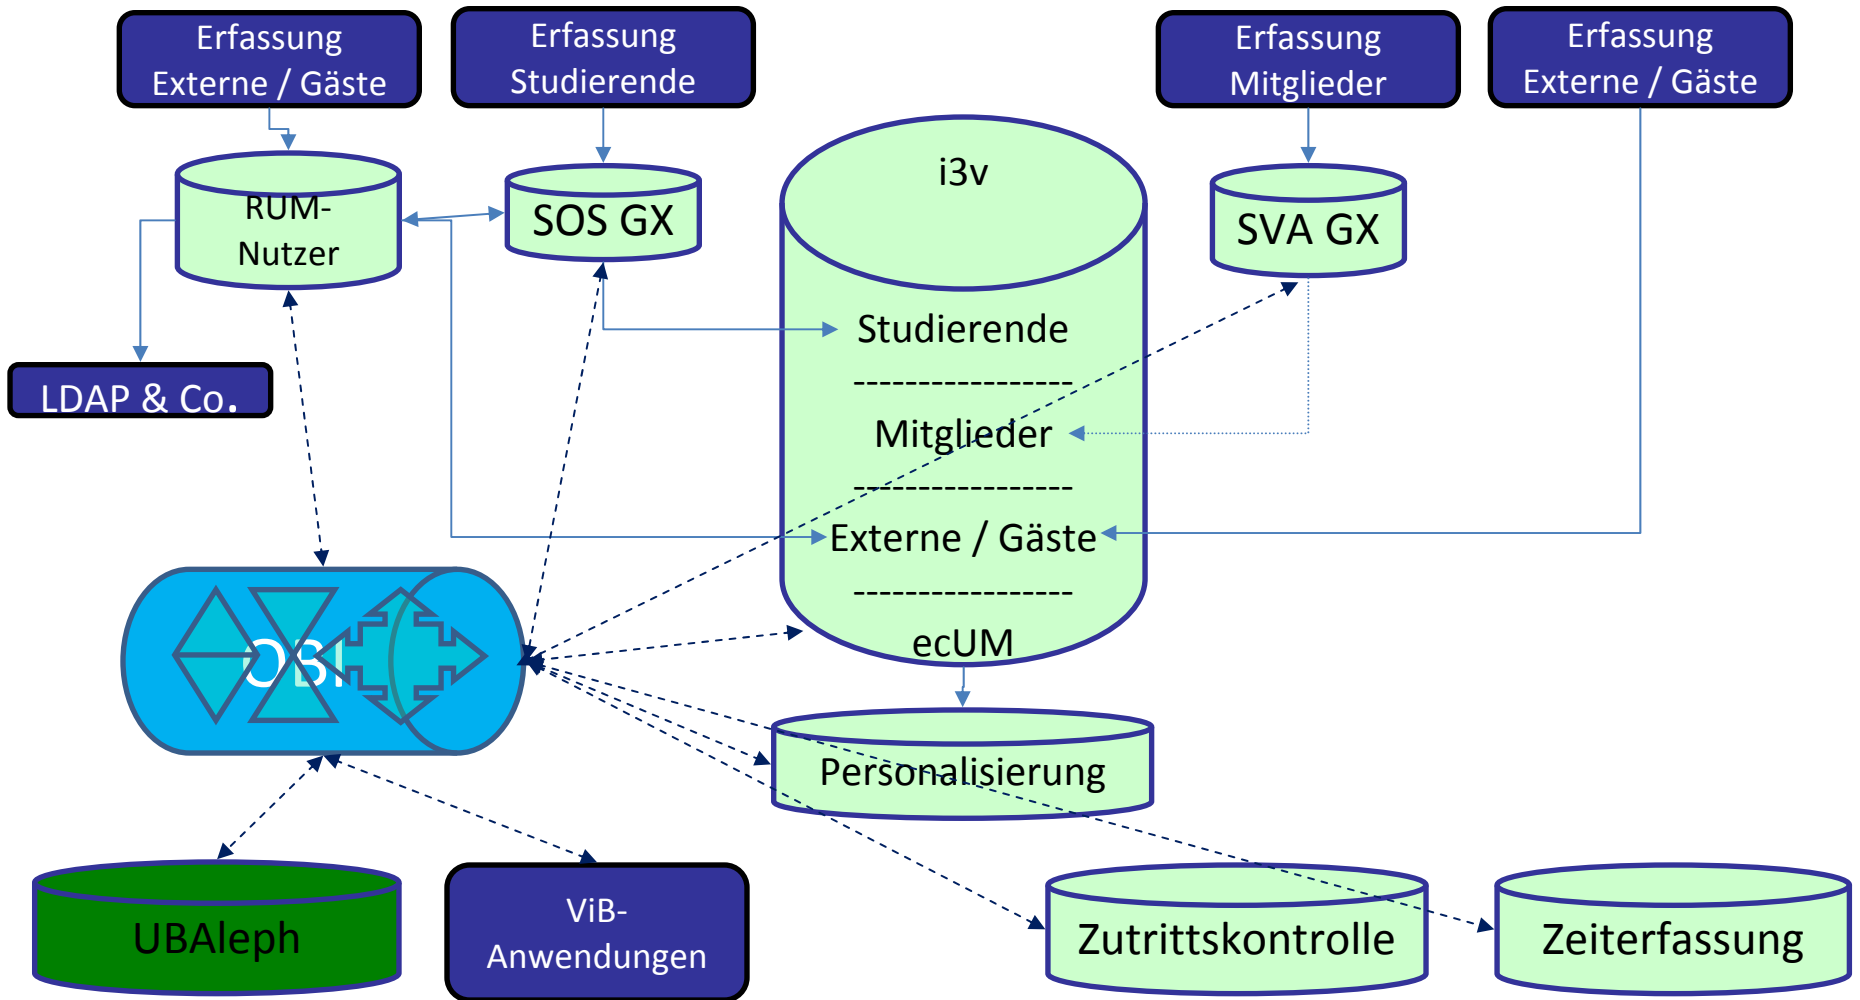 Erfassung
Externe / Gäste
Erfassung
Studierende
Erfassung
Mitglieder
Erfassung
Externe / Gäste
RUM-
Nutzer
SOS GX
i3v
SVA GX
Studierende
-----------------
LDAP & Co.
Mitglieder
-----------------
Externe / Gäste
-----------------
ecUM
OBI
Personalisierung
UBAleph
ViB-
Anwendungen
Zutrittskontrolle
Zeiterfassung